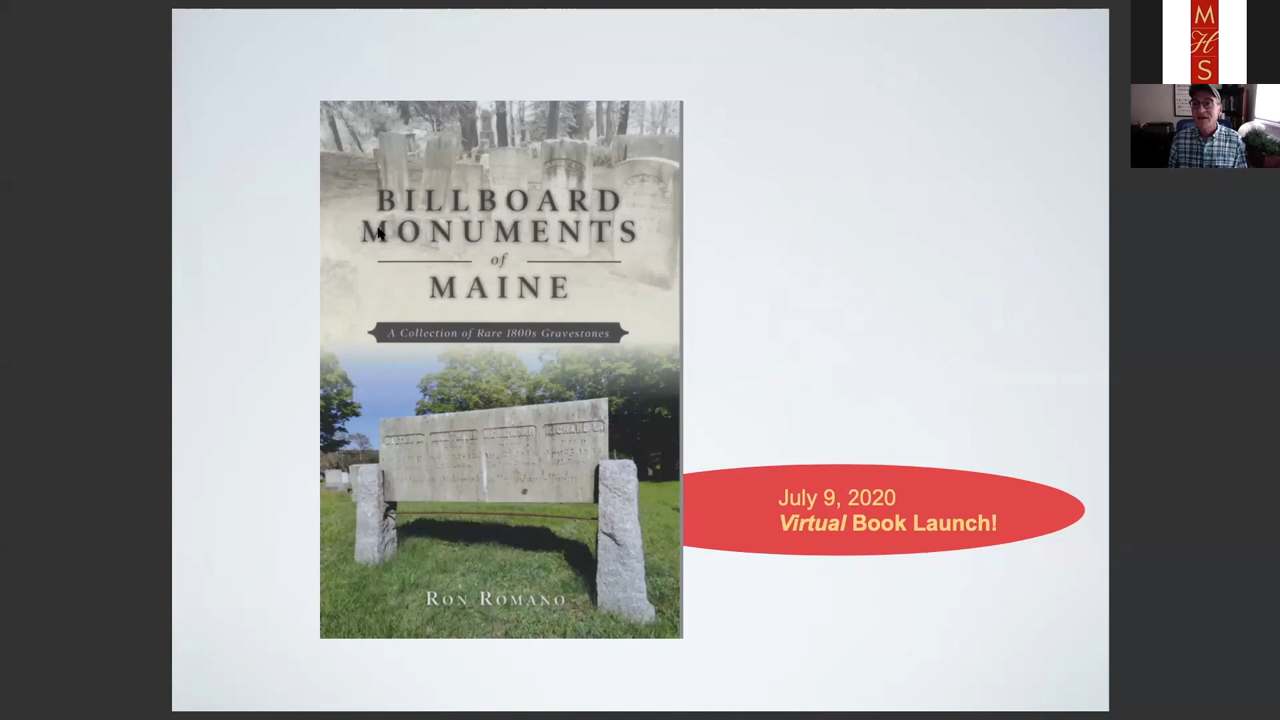 BILLBOARD
MONUMENTS
of
MAINE
A Collection of Rare 1800s Gravestones
RON ROMANO
July 9, 2020
Virtual Book Launch!
M
H
S